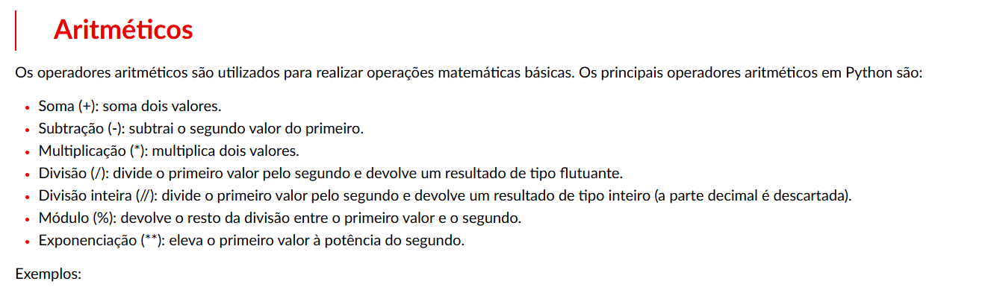 Aritméticos
Os operadores aritméticos são utilizados para realizar operações matemáticas básicas. Os principais operadores aritméticos em Python são:
• Soma (+): soma dois valores.
• Subtração (-): subtrai o segundo valor do primeiro.
• Multiplicação (*): multiplica dois valores.
• Divisão (/): divide o primeiro valor pelo segundo e devolve um resultado de tipo flutuante.
• Divisão inteira (//): divide o primeiro valor pelo segundo e devolve um resultado de tipo inteiro (a parte decimal é descartada).
• Módulo (%): devolve o resto da divisão entre o primeiro valor e o segundo.
• Exponenciação (**): eleva o primeiro valor à potência do segundo.
Exemplos: